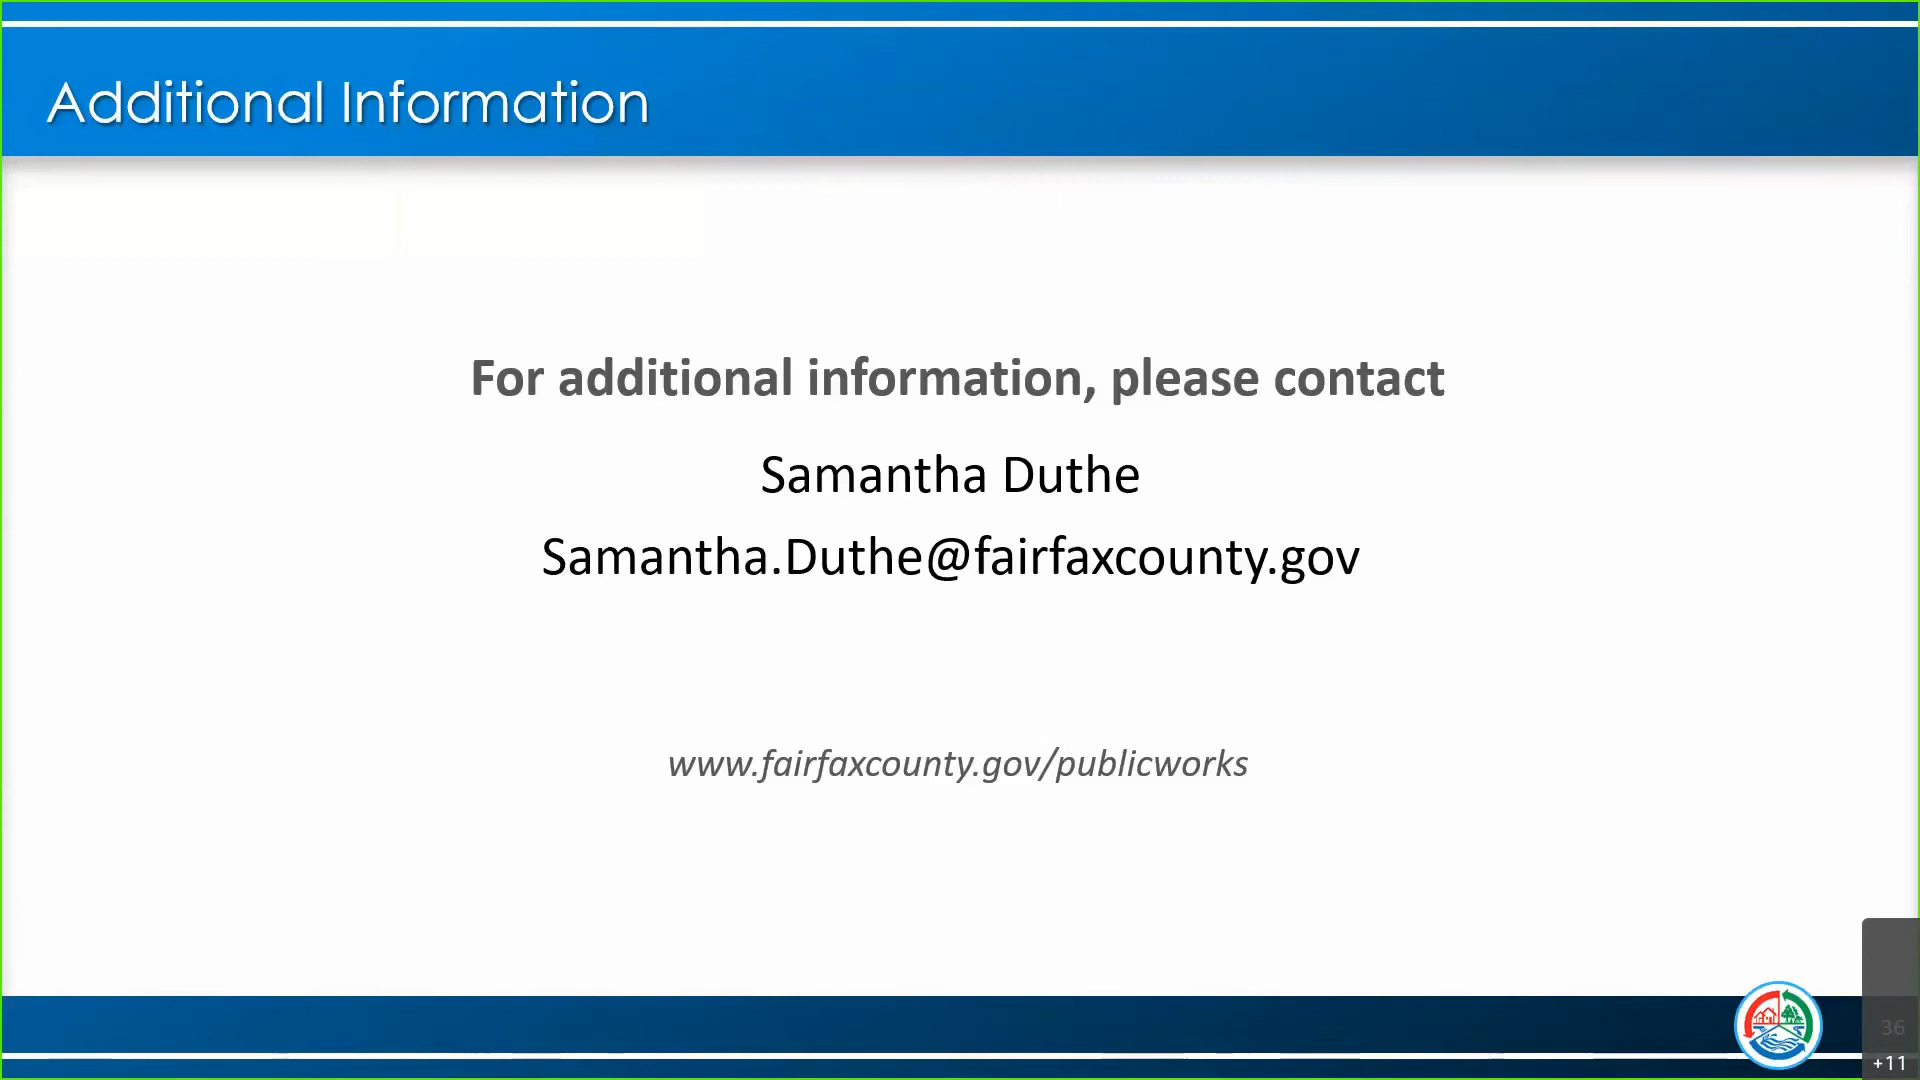 Additional Information
For additional information, please contact
Samantha Duthe
Samantha.Duthe@fairfaxcounty.gov
www.fairfaxcounty.gov/publicworks
36
+11